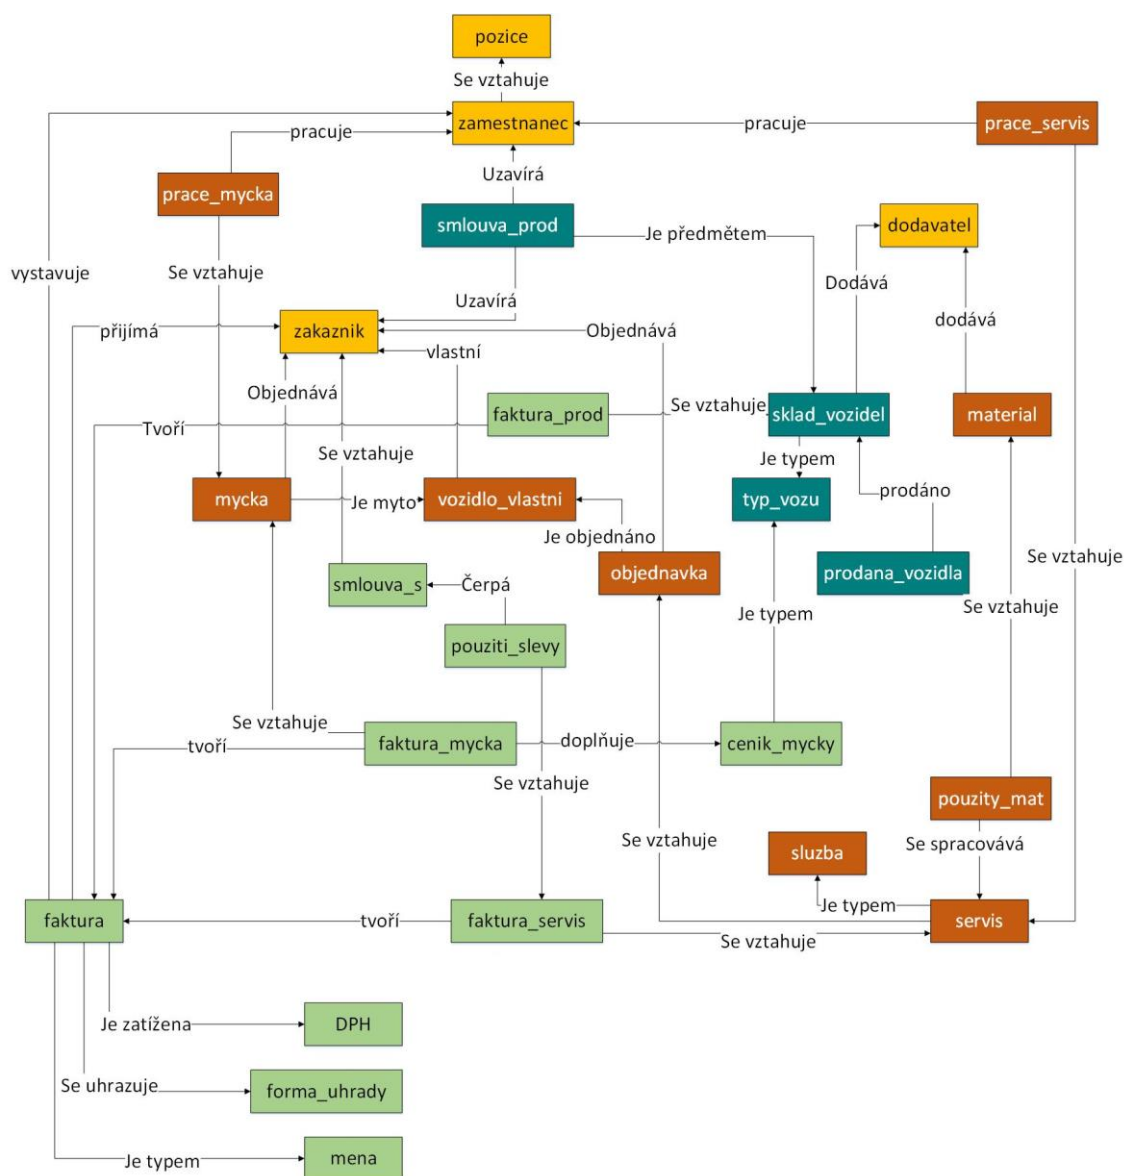 pozice
Se vztahuje
zamestnanec
pracuje
pracuje
prace_servis
Uzavírá
prace_mycka
smlouva_prod
dodavatel
Je předmětem
vystavuje
Se vztahuje
Dodává
Uzavírá
přijímá
zakaznik
Objednává
dodává
vlastní
Objednává
faktura_prod
Se vztahuje
sklad_vozidel
material
Tvoří
Se vztahuje
Je typem
mycka
Je myto
vozidlo_vlastni
typ_vozu
prodáno
Je objednáno
Se vztahuje
smlouva_s
Čerpá
objednavka
prodana_vozidla
Se vztahuje
Je typem
pouziti_slevy
Se vztahuje
tvoří
faktura_mycka
doplňuje
cenik_mycky
Se vztahuje
pouzity_mat
Se vztahuje
sluzba
Se spracovává
Je typem
faktura
tvoří
faktura_servis
servis
Se vztahuje
Je zatížena
DPH
Se uhrazuje
forma_uhrady
Je typem
mena